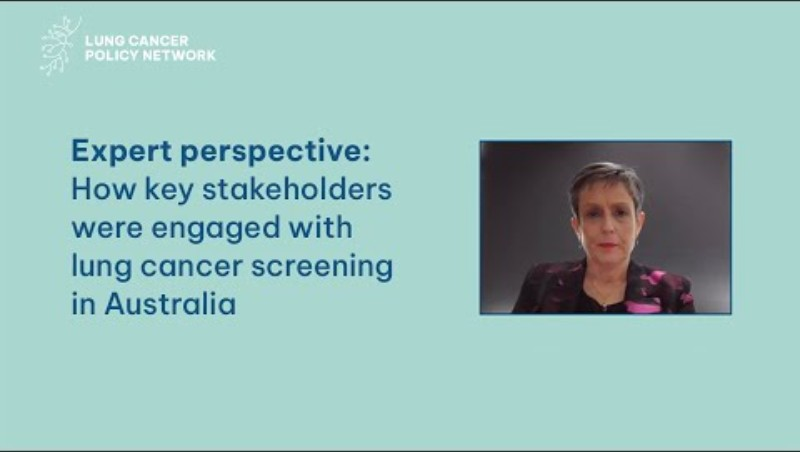 LUNG CANCER
POLICY NETWORK
Expert perspective:
How key stakeholders
were engaged with
lung cancer screening
in Australia